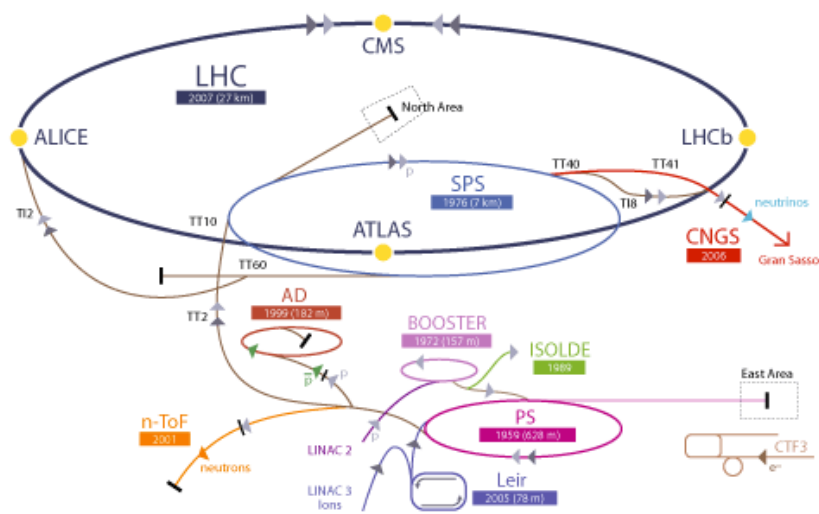 CMS
LHC
2007 (27 km)
North Area
ALICE
LHCb
TT40
TT41
SPS
1976 (7 km)
p
TI8
neutrinos
TI2
TT10
ATLAS
CNGS
2006
Gran Sasso
TT60
AD
1999 (182 m)
TT2
BOOSTER
1972 (157 m)
ISOLDE
1989
p̅
p
East Area
n-ToF
2001
PS
1959 (628 m)
p
LINAC 2
neutrons
CTF3
e⁻
LINAC 3
Ions
Leir
2005 (78 m)